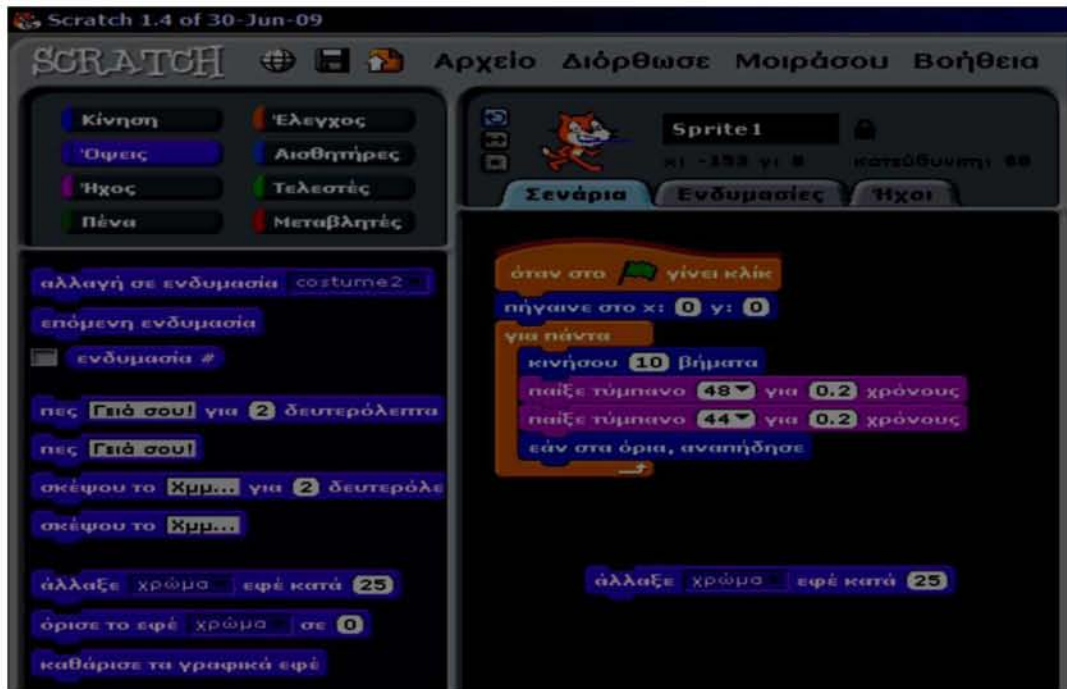 Scratch 1.4 of 30-Jun-09
SCRATCH Αρχείο Διόρθωσε Μοιράσου Βοήθεια
Κίνηση Έλεγχος
Όψεις Αισθητήρες
Ήχος Τελεστές
Πένα Μεταβλητές
Sprite1
x: -193 y: 0 κατεύθυνση: 90
Σενάρια Ενδυμασίες Ήχοι
αλλαγή σε ενδυμασία costume2
επόμενη ενδυμασία
ενδυμασία #
πες Γειά σου! για 2 δευτερόλεπτα
πες Γειά σου!
σκέψου το Χμμ... για 2 δευτερόλε
σκέψου το Χμμ...
άλλαξε χρώμα εφέ κατά 25
όρισε το εφέ χρώμα σε 0
καθάρισε τα γραφικά εφέ
όταν στο γίνει κλίκ
πήγαινε στο x: 0 y: 0
για πάντα
κινήσου 10 βήματα
παίξε τύμπανο 48 για 0.2 χρόνους
παίξε τύμπανο 44 για 0.2 χρόνους
εάν στα όρια, αναπήδησε
άλλαξε χρώμα εφέ κατά 25